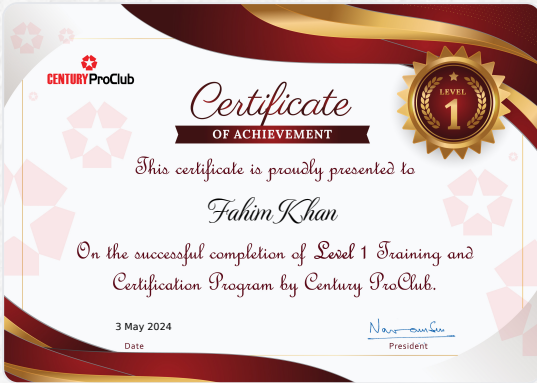 CENTURY ProClub
Certificate
OF ACHIEVEMENT
LEVEL
1
This certificate is proudly presented to
Fahim Khan
On the successful completion of Level 1 Training and
Certification Program by Century ProClub.
3 May 2024
Date
President